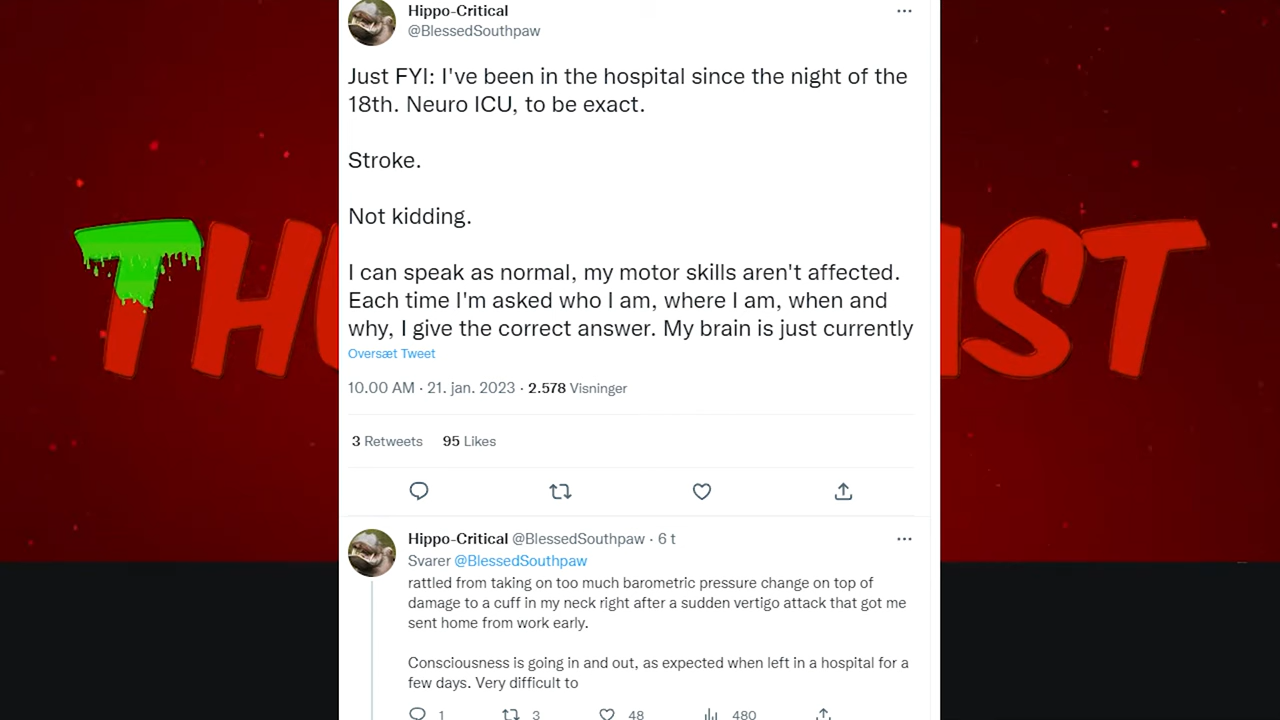 Hippo-Critical
@BlessedSouthpaw
Just FYI: I've been in the hospital since the night of the
18th. Neuro ICU, to be exact.
Stroke.
Not kidding.
I can speak as normal, my motor skills aren't affected.
Each time I'm asked who I am, where I am, when and
why, I give the correct answer. My brain is just currently
Oversæt Tweet
10.00 AM · 21. jan. 2023 · 2.578 Visninger
3 Retweets 95 Likes
Hippo-Critical @BlessedSouthpaw · 6 t
Svarer @BlessedSouthpaw
rattled from taking on too much barometric pressure change on top of
damage to a cuff in my neck right after a sudden vertigo attack that got me
sent home from work early.
Consciousness is going in and out, as expected when left in a hospital for a
few days. Very difficult to
1 3 48 480